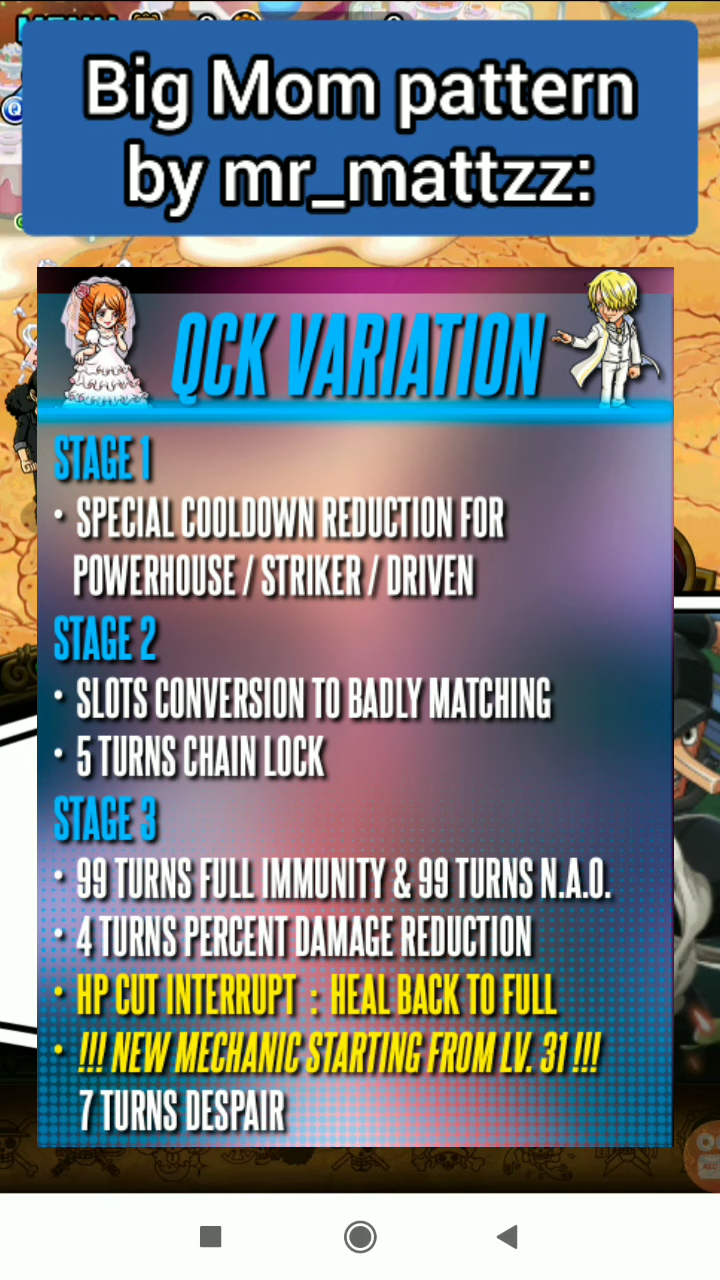 Big Mom pattern
by mr_mattzz:
QCK VARIATION
STAGE 1
• SPECIAL COOLDOWN REDUCTION FOR
POWERHOUSE / STRIKER / DRIVEN
STAGE 2
• SLOTS CONVERSION TO BADLY MATCHING
• 5 TURNS CHAIN LOCK
STAGE 3
• 99 TURNS FULL IMMUNITY & 99 TURNS N.A.O.
• 4 TURNS PERCENT DAMAGE REDUCTION
• HP CUT INTERRUPT : HEAL BACK TO FULL
• !!! NEW MECHANIC STARTING FROM LV. 31 !!!
7 TURNS DESPAIR